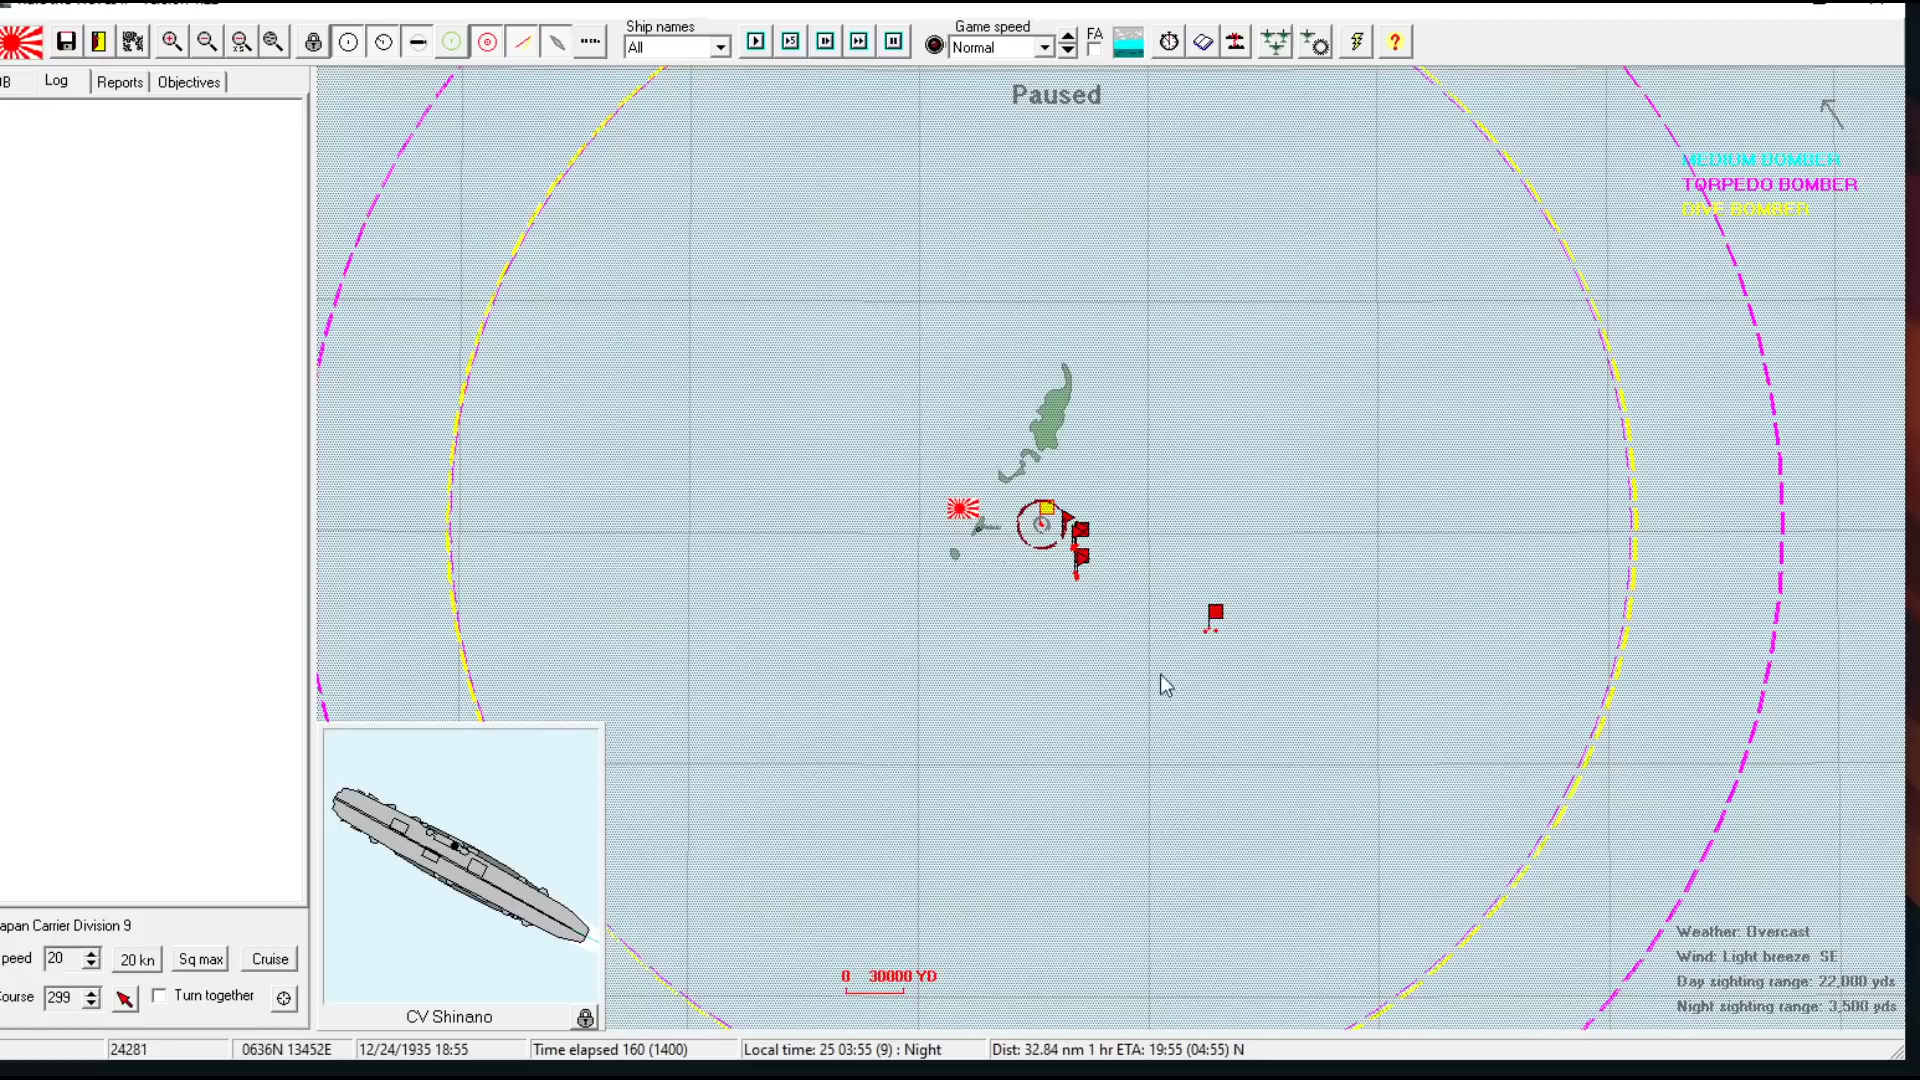 Ship names
All
Game speed
Normal
FA
Log
Reports
Objectives
Paused
MEDIUM BOMBER
TORPEDO BOMBER
DIVE BOMBER
apan Carrier Division 9
peed
20
20 kn
Sq max
Cruise
ourse
299
Turn together
CV Shinano
0 30000 YD
Weather: Overcast
Wind: Light breeze SE
Day sighting range: 22,000 yds
Night sighting range: 3,500 yds
24281
0636N 13452E
12/24/1935 18:55
Time elapsed 160 (1400)
Local time: 25 03:55 (9) : Night
Dist: 32.84 nm 1 hr ETA: 19:55 (04:55) N